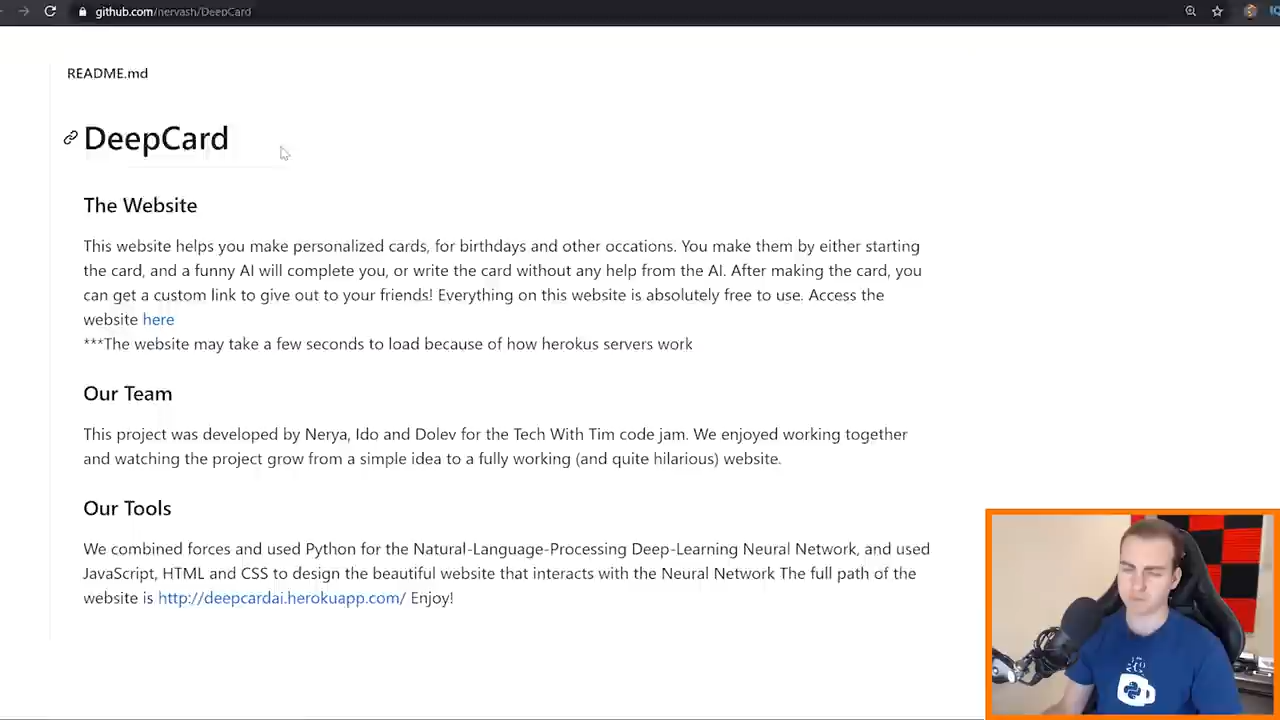 github.com/nervash/DeepCard
README.md
DeepCard
The Website
This website helps you make personalized cards, for birthdays and other occations. You make them by either starting
the card, and a funny AI will complete you, or write the card without any help from the AI. After making the card, you
can get a custom link to give out to your friends! Everything on this website is absolutely free to use. Access the
website here
***The website may take a few seconds to load because of how herokus servers work
Our Team
This project was developed by Nerya, Ido and Dolev for the Tech With Tim code jam. We enjoyed working together
and watching the project grow from a simple idea to a fully working (and quite hilarious) website.
Our Tools
We combined forces and used Python for the Natural-Language-Processing Deep-Learning Neural Network, and used
JavaScript, HTML and CSS to design the beautiful website that interacts with the Neural Network The full path of the
website is http://deepcardai.herokuapp.com/ Enjoy!